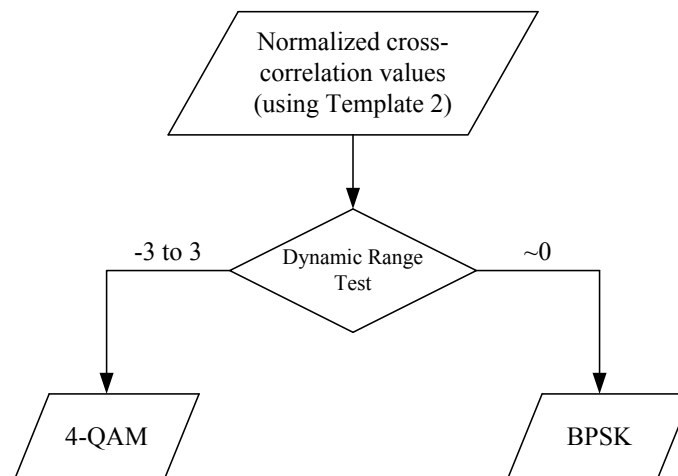 Normalized cross-
correlation values
(using Template 2)
-3 to 3
Dynamic Range
Test
~0
4-QAM
BPSK